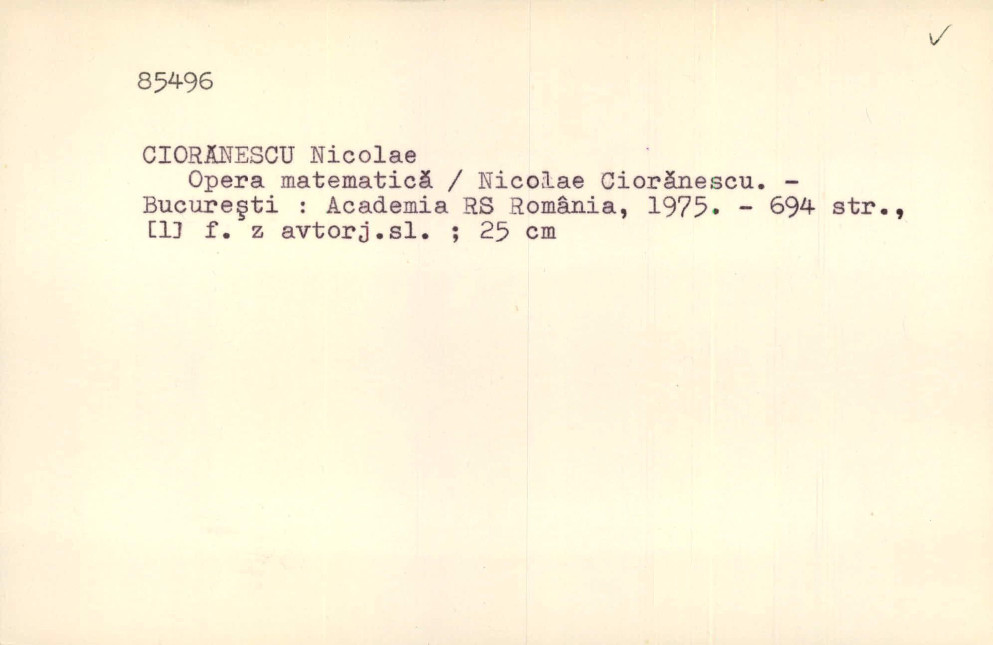 85496
CIORĂNESCU Nicolae
Opera matematică / Nicolae Ciorănescu. -
Bucureşti : Academia RS România, 1975. - 694 str.,
[1] f. z avtorj.sl. ; 25 cm